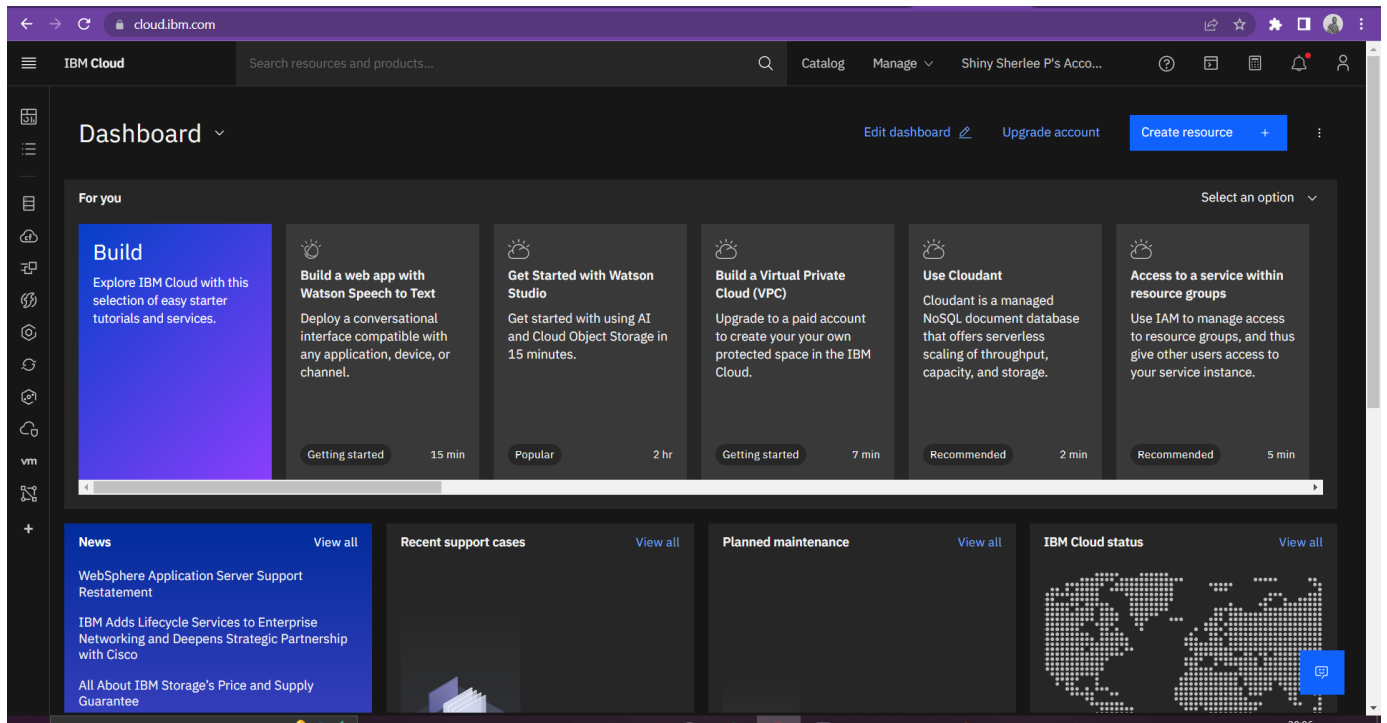 cloud.ibm.com
IBM Cloud
Search resources and products...
Catalog
Manage
Shiny Sherlee P's Acco...
Dashboard
Edit dashboard
Upgrade account
Create resource +
For you
Select an option
Build
Explore IBM Cloud with this
selection of easy starter
tutorials and services.
Build a web app with
Watson Speech to Text
Deploy a conversational
interface compatible with
any application, device, or
channel.
Getting started
15 min
Get Started with Watson
Studio
Get started with using AI
and Cloud Object Storage in
15 minutes.
Popular
2 hr
Build a Virtual Private
Cloud (VPC)
Upgrade to a paid account
to create your your own
protected space in the IBM
Cloud.
Getting started
7 min
Use Cloudant
Cloudant is a managed
NoSQL document database
that offers serverless
scaling of throughput,
capacity, and storage.
Recommended
2 min
Access to a service within
resource groups
Use IAM to manage access
to resource groups, and thus
give other users access to
your service instance.
Recommended
5 min
cf
vm
News
View all
WebSphere Application Server Support
Restatement
IBM Adds Lifecycle Services to Enterprise
Networking and Deepens Strategic Partnership
with Cisco
All About IBM Storage's Price and Supply
Guarantee
Recent support cases
View all
Planned maintenance
View all
IBM Cloud status
View all